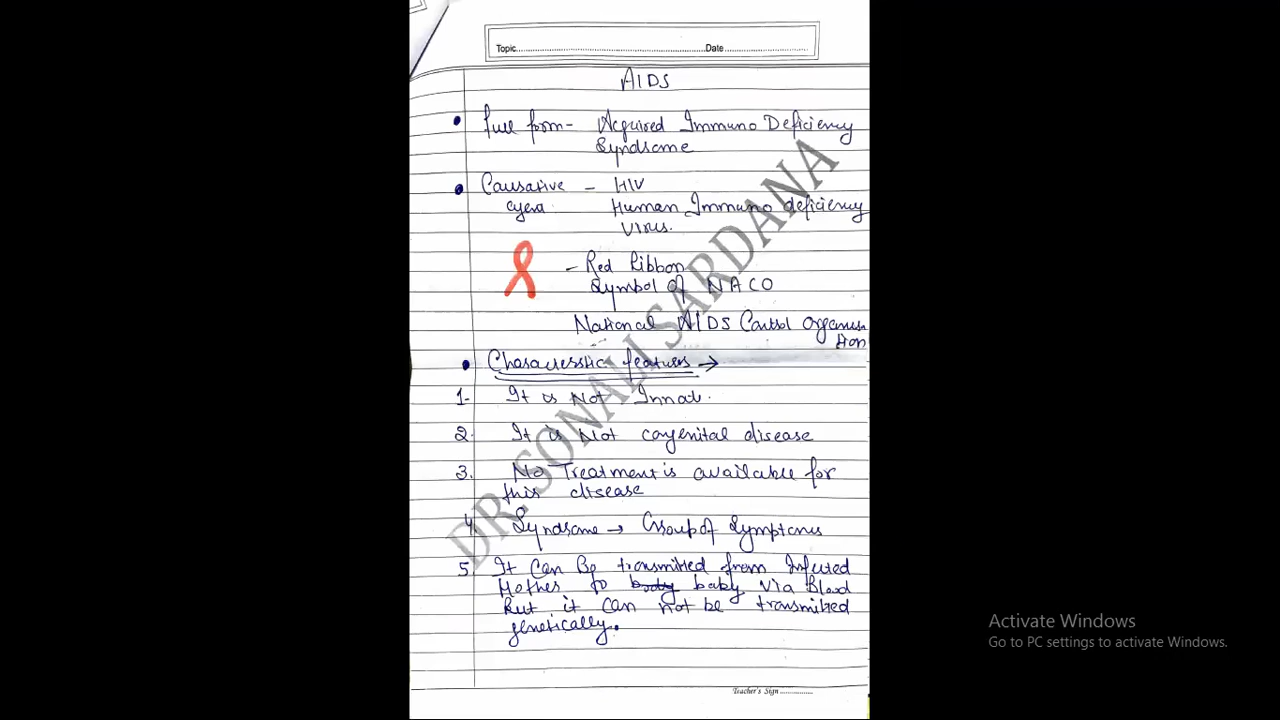 Topic.............Date.............
AIDS
• Full form- Acquired Immuno Deficiency
Syndrome
• Causative - HIV
Human Immuno deficiency
virus.
- Red Ribbon
Symbol of NACO
National AIDS Control Organisa
tion
• Characteristic features →
1- It is Not Innate.
2. It is Not congenital disease
3. No Treatment is available for
this disease
4. Syndrome → Group of Symptoms
5. It Can Be transmitted from Infected
Mother to body baby via Blood
But it can not be transmitted
genetically.
Teacher's Sign.............
DR. SONALI SARDANA
Activate Windows
Go to PC settings to activate Windows.